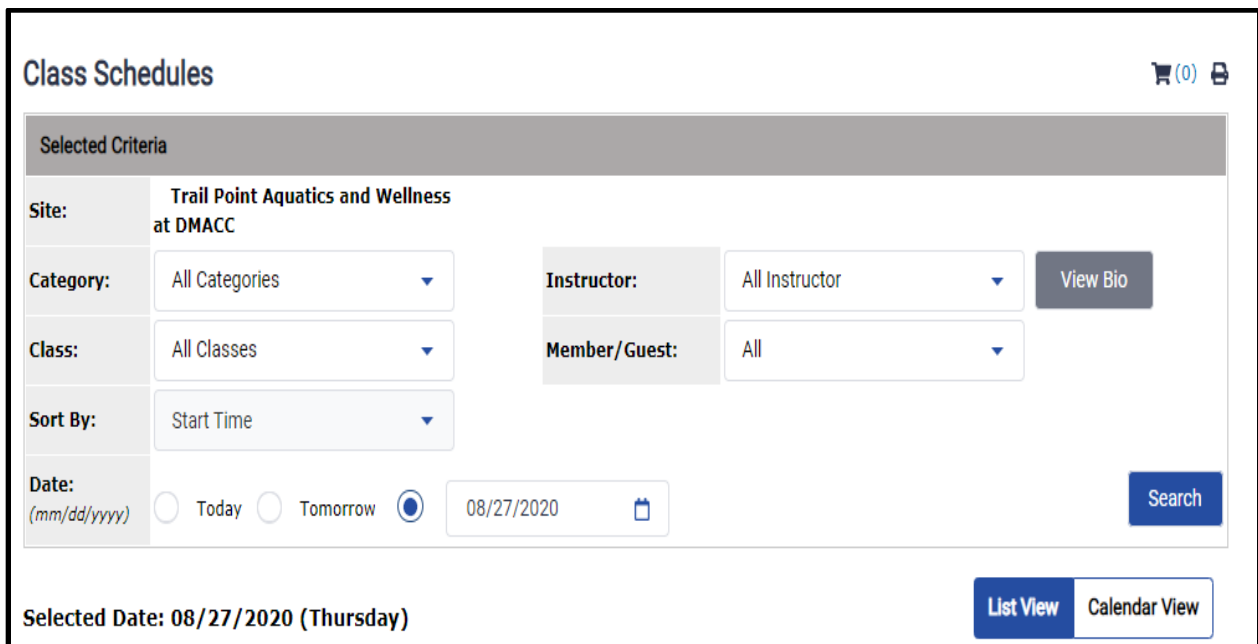 Class Schedules
(0)
Selected Criteria
Site:
Trail Point Aquatics and Wellness
at DMACC
Category:
All Categories
Instructor:
All Instructor
View Bio
Class:
All Classes
Member/Guest:
All
Sort By:
Start Time
Date:
(mm/dd/yyyy)
Today
Tomorrow
08/27/2020
Search
Selected Date: 08/27/2020 (Thursday)
List View
Calendar View